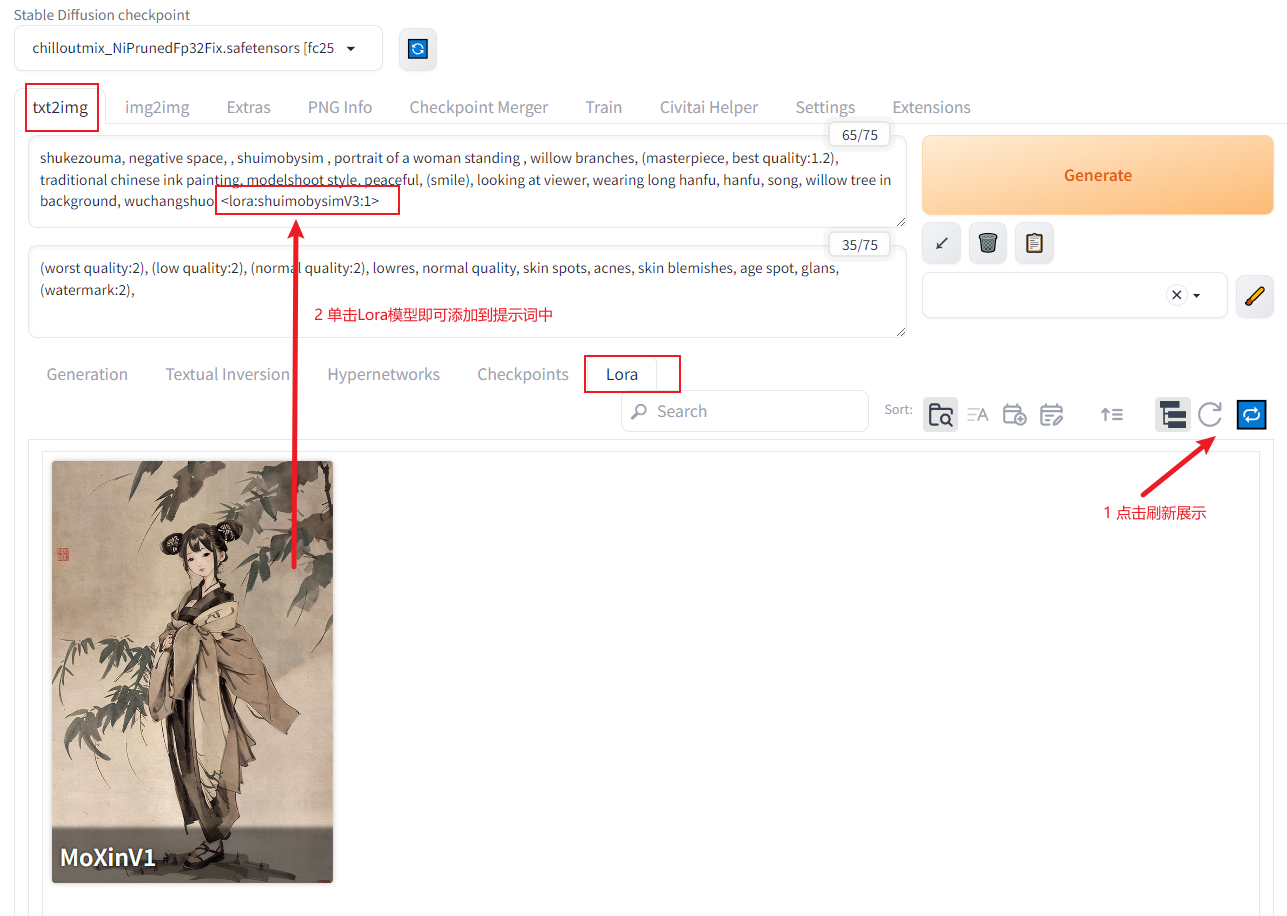 Stable Diffusion checkpoint
chilloutmix_NiPrunedFp32Fix.safetensors [fc25
txt2img img2img Extras PNG Info Checkpoint Merger Train Civitai Helper Settings Extensions
65/75
shukezouma, negative space, , shuimobysim , portrait of a woman standing , willow branches, (masterpiece, best quality:1.2),
traditional chinese ink painting, modelshoot style, peaceful, (smile), looking at viewer, wearing long hanfu, hanfu, song, willow tree in
background, wuchangshuo <lora:shuimobysimV3:1>
Generate
35/75
(worst quality:2), (low quality:2), (normal quality:2), lowres, normal quality, skin spots, acnes, skin blemishes, age spot, glans,
(watermark:2),
2 单击Lora模型即可添加到提示词中
Generation Textual Inversion Hypernetworks Checkpoints Lora
Search
Sort:
1 点击刷新展示
MoXinV1